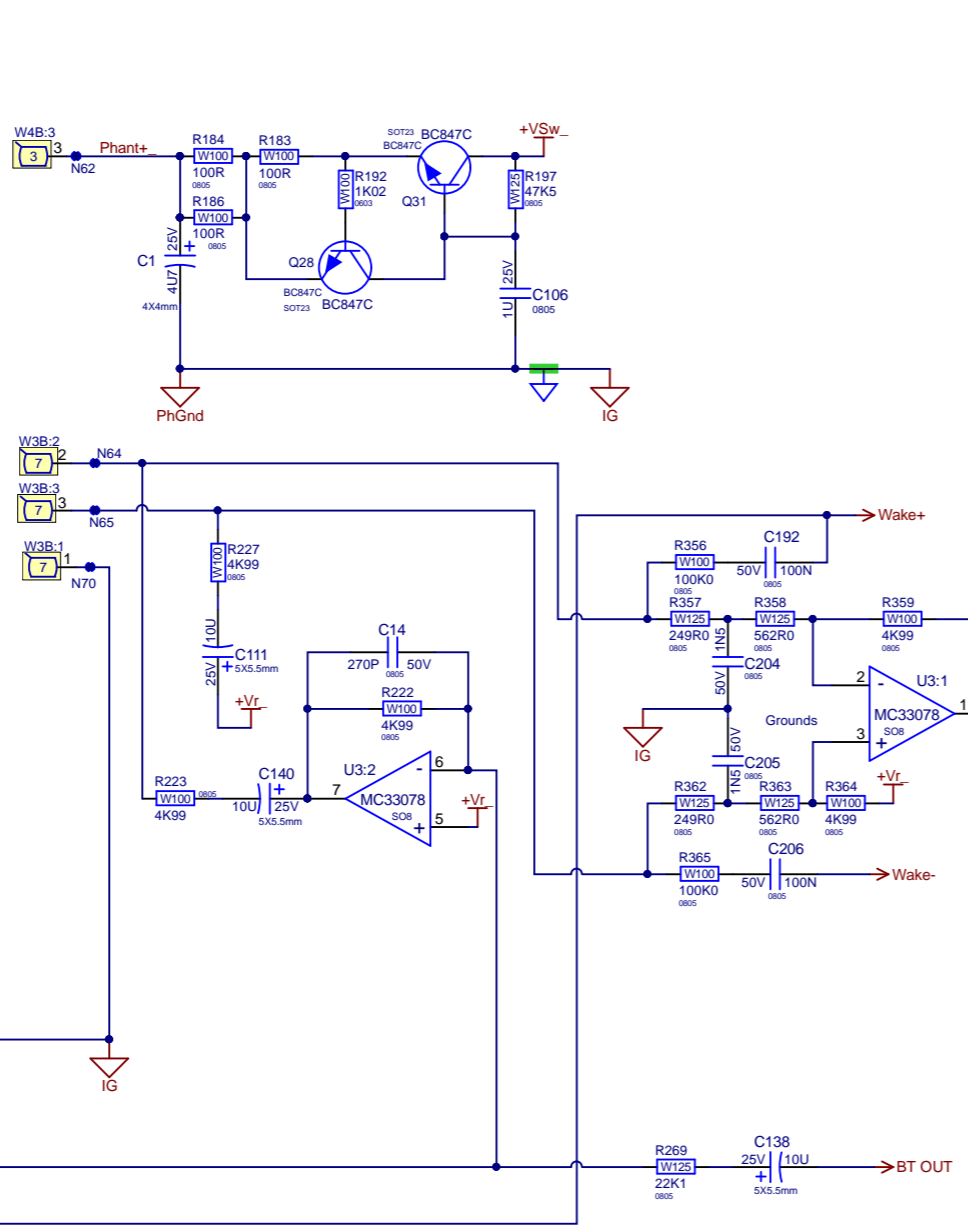 W4B:3
3
3
N62
Phant+_
R184
W100
100R
0805
R183
W100
100R
0805
R186
W100
100R
0805
C1
25V
+
4U7
4X4mm
R192
W100
1K02
0603
Q28
BC847C
SOT23
BC847C
SOT23
BC847C
BC847C
Q31
+VSw_
R197
W125
47K5
0805
25V
C106
1U
0805
PhGnd
IG
W3B:2
7
2
N64
W3B:3
7
3
N65
W3B:1
7
1
N70
R227
W100
4K99
0805
10U
C111
25V
+
5X5.5mm
+Vr_
C14
270P
50V
0805
R222
W100
4K99
0805
U3:2
MC33078
SO8
6
-
7
5
+
+Vr_
R223
W100
0805
4K99
C140
+
10U
25V
5X5.5mm
IG
Wake+
R356
W100
100K0
0805
C192
50V
100N
0805
R357
W125
249R0
0805
R358
W125
562R0
0805
R359
W100
4K99
0805
1N5
C204
0805
50V
IG
Grounds
2
-
U3:1
MC33078
SO8
1
3
+
50V
C205
0805
1N5
R362
W125
249R0
0805
R363
W125
562R0
0805
R364
W100
4K99
0805
+Vr_
R365
W100
100K0
0805
C206
50V
100N
0805
Wake-
R269
W125
22K1
0805
C138
25V
10U
+
5X5.5mm
BT OUT